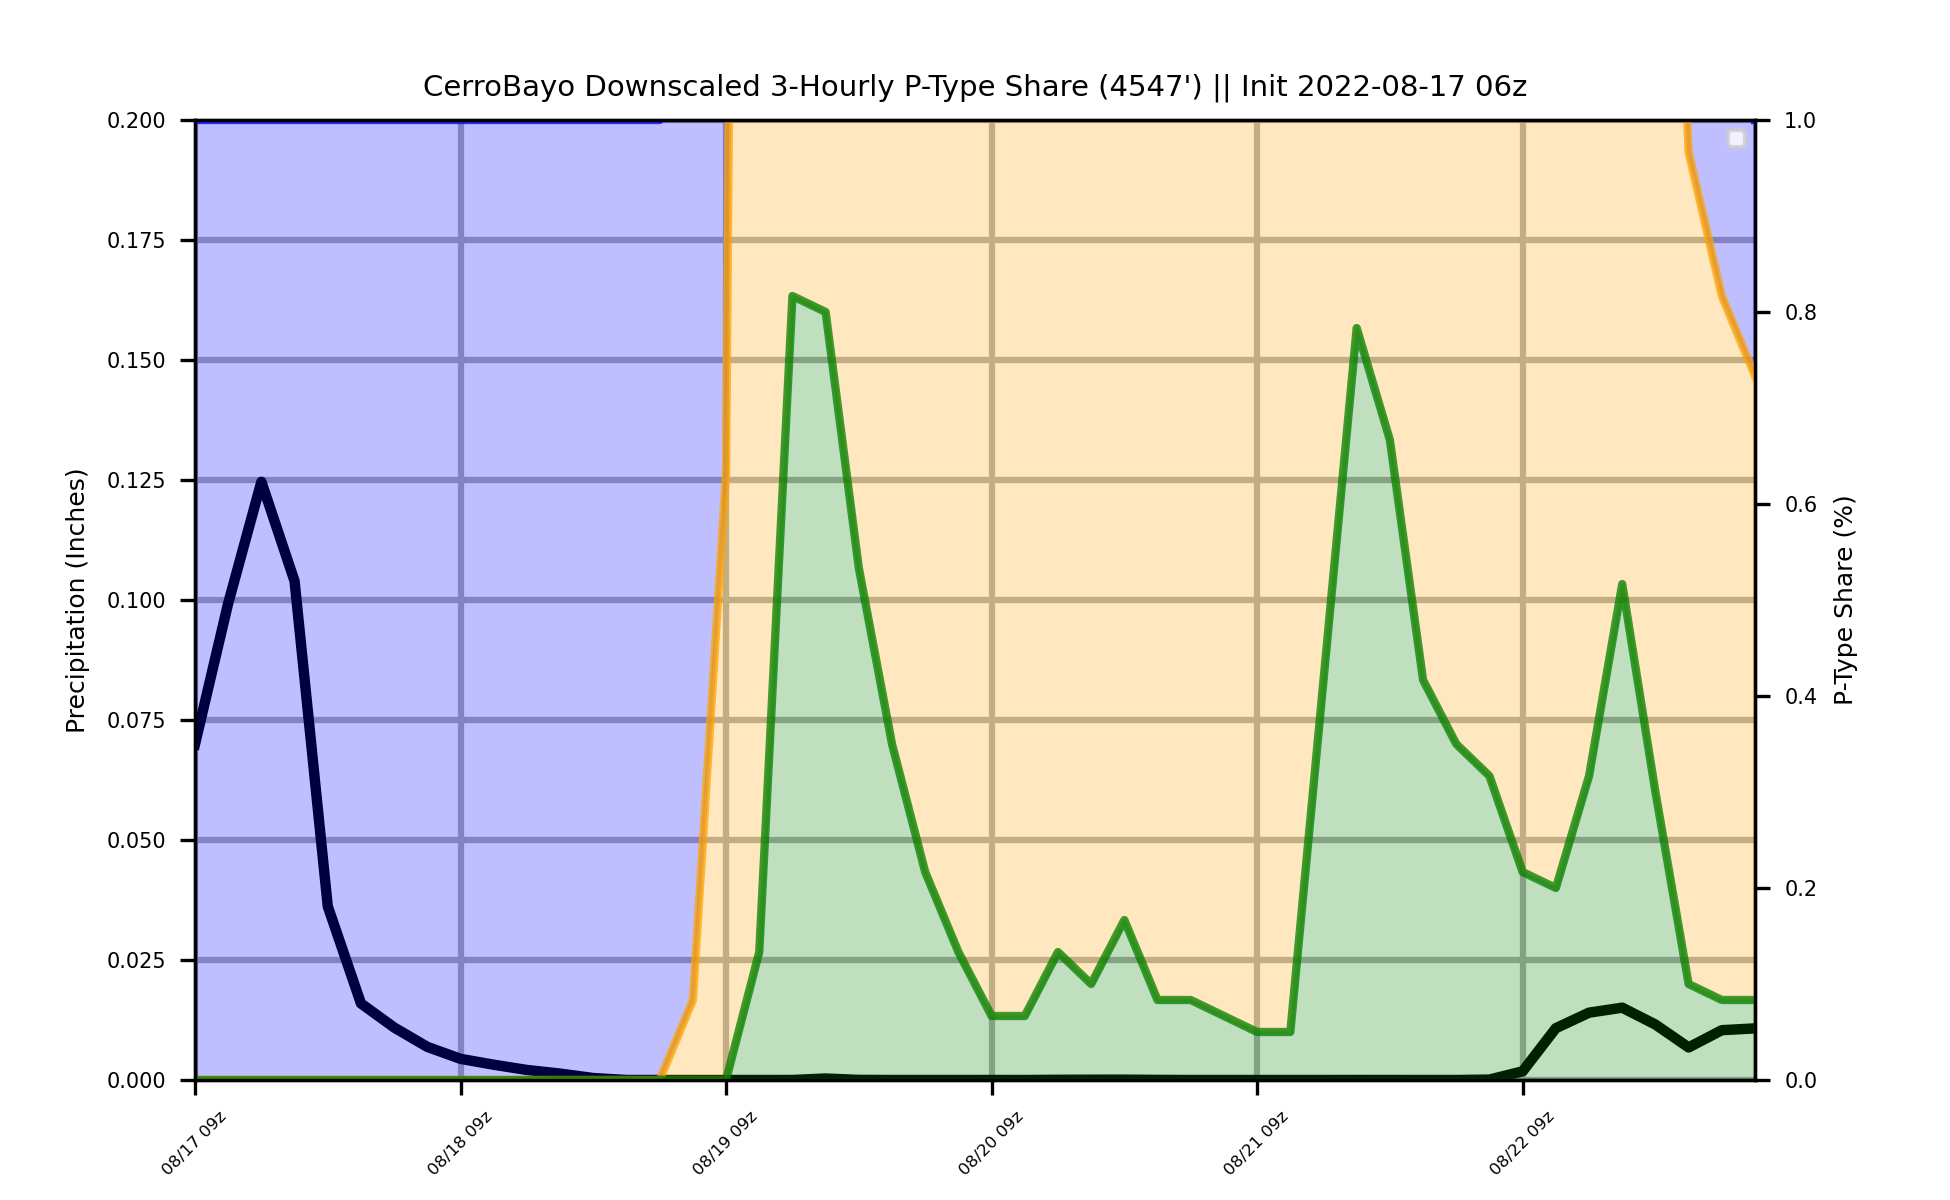 CerroBayo Downscaled 3-Hourly P-Type Share (4547') || Init 2022-08-17 06z
0.200
0.175
0.150
0.125
0.100
0.075
0.050
0.025
0.000
Precipitation (Inches)
1.0
0.8
0.6
0.4
0.2
0.0
P-Type Share (%)
08/17 09z
08/18 09z
08/19 09z
08/20 09z
08/21 09z
08/22 09z